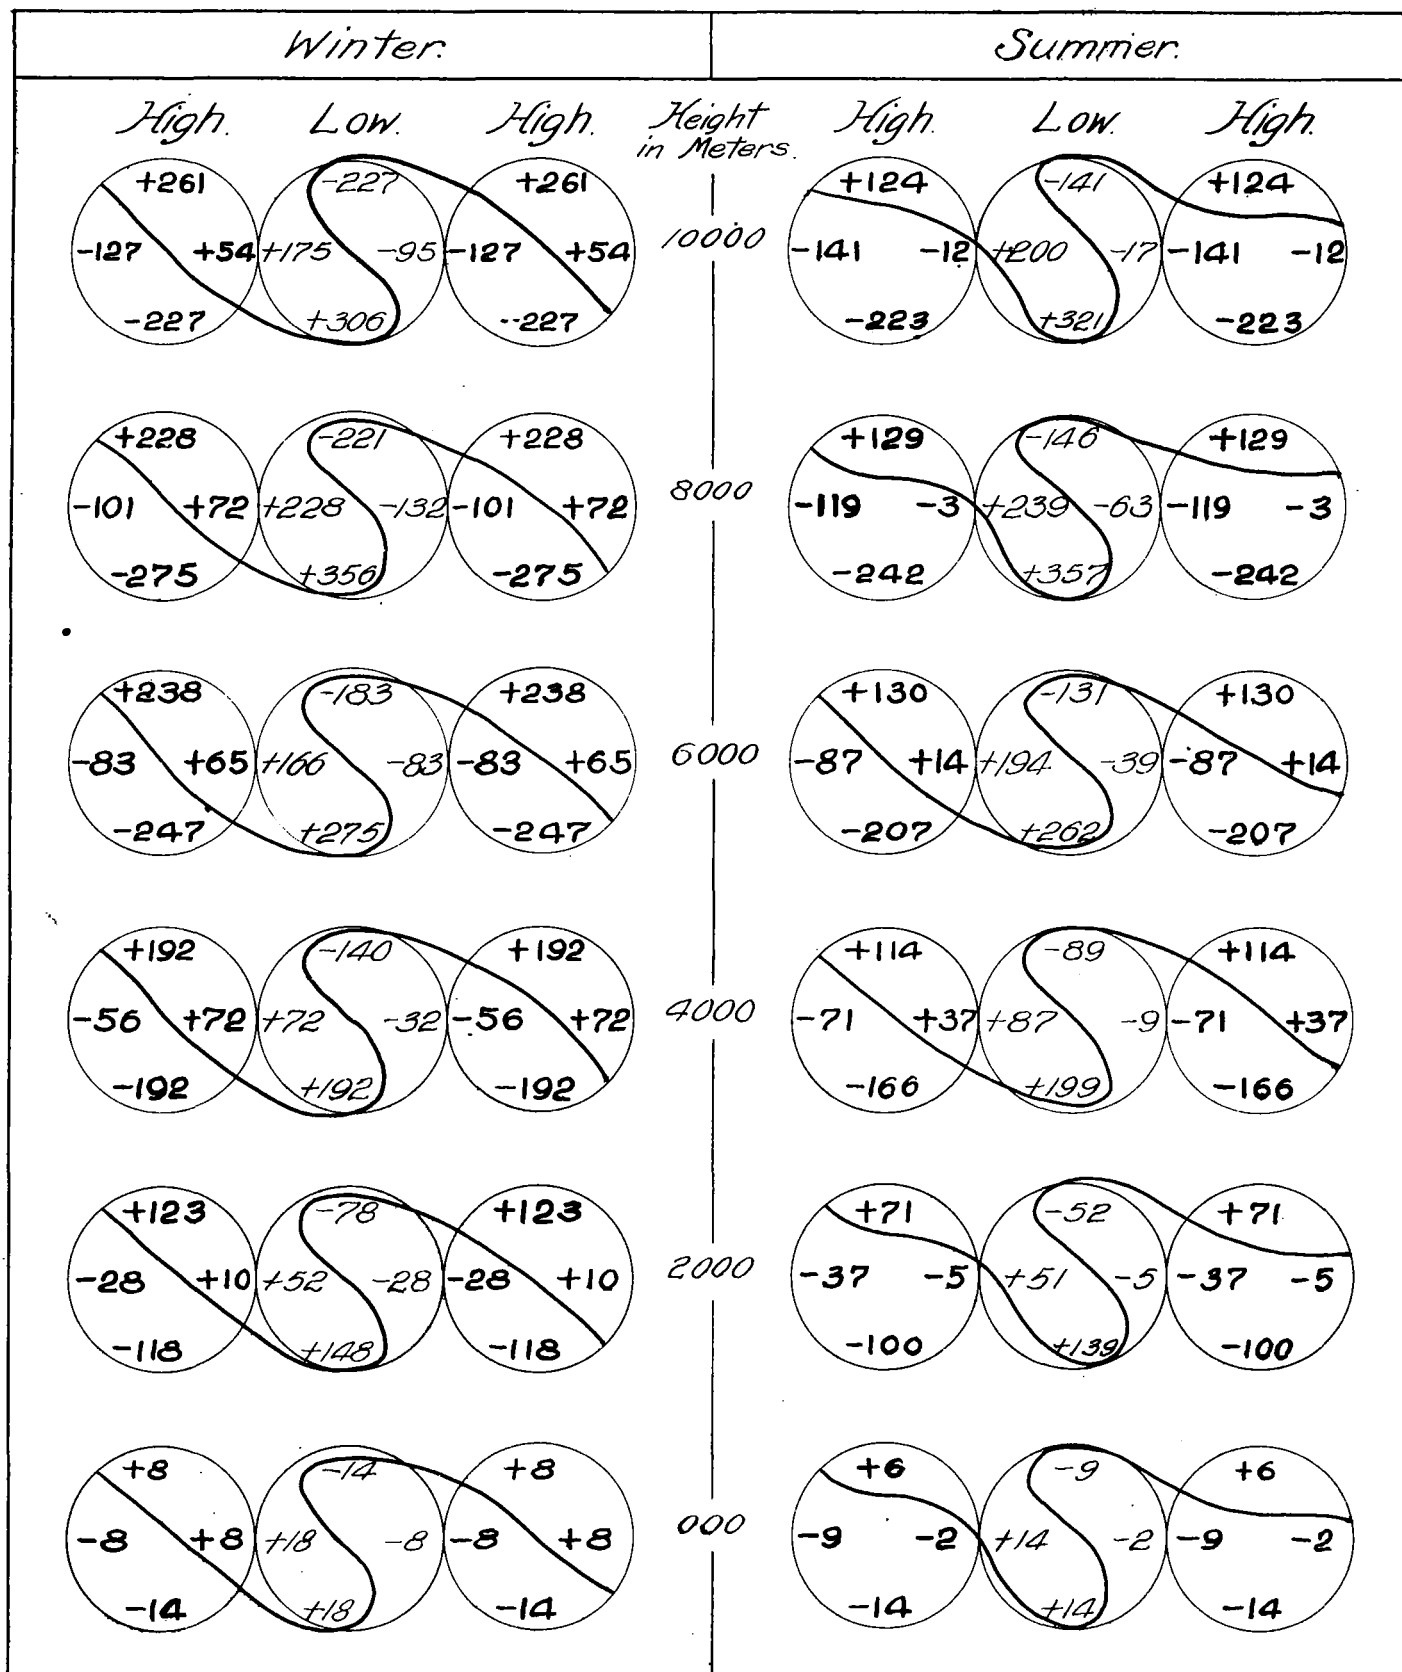 Winter. Summer.
High. Low. High. Height in Meters. High. Low. High.
+261 -227 +261 +124 -141 +124
-127 +54 +175 -95 -127 +54 10000 -141 -12 +200 -17 -141 -12
-227 +306 -227 -223 +321 -223
+228 -221 +228 +129 -146 +129
-101 +72 +228 -132 -101 +72 8000 -119 -3 +239 -63 -119 -3
-275 +356 -275 -242 +357 -242
+238 -183 +238 +130 -131 +130
-83 +65 +166 -83 -83 +65 6000 -87 +14 +194 -39 -87 +14
-247 +275 -247 -207 +262 -207
+192 -140 +192 +114 -89 +114
-56 +72 +72 -32 -56 +72 4000 -71 +37 +87 -9 -71 +37
-192 +192 -192 -166 +199 -166
+123 -78 +123 +71 -52 +71
-28 +10 +52 -28 -28 +10 2000 -37 -5 +51 -5 -37 -5
-118 +148 -118 -100 +139 -100
+8 -14 +8 +6 -9 +6
-8 +8 +18 -8 -8 +8 000 -9 -2 +14 -2 -9 -2
-14 +18 -14 -14 +14 -14